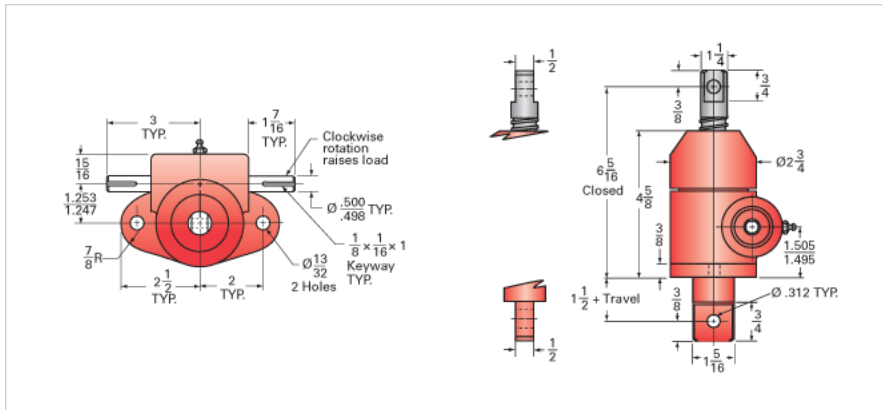 3
TYP.
1 7/16
TYP.
Clockwise
rotation
raises load
15/16
1.253
1.247
Ø .500/.498 TYP.
7/8 R
Ø 13/32
2 Holes
1/8 × 1/16 × 1
Keyway
TYP.
2 1/2
TYP.
2
TYP.
1/2
1/2
1 1/4
3/4
3/8
6 5/16
Closed
4 5/8
Ø2 3/4
3/8
1.505
1.495
1 1/2 + Travel
3/8
Ø .312 TYP.
3/4
1 5/16